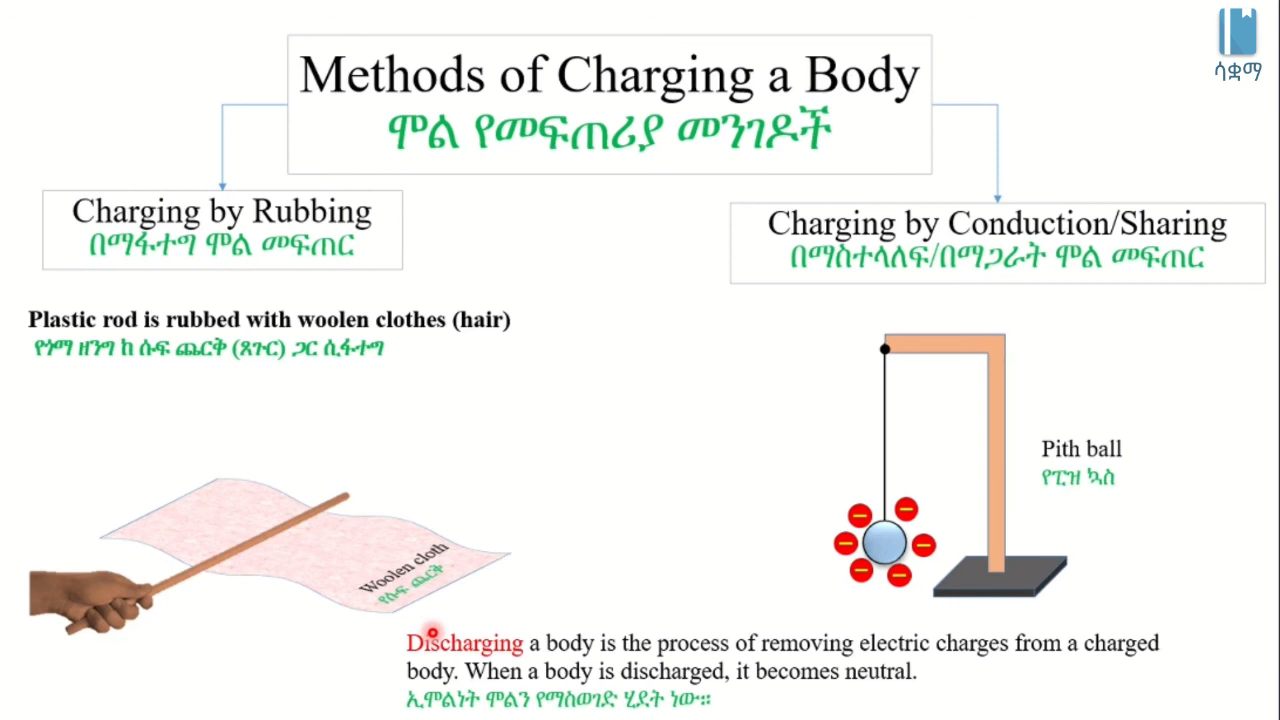 ሳቋማ
Methods of Charging a Body
ሞል የመፍጠሪያ መንገዶች
Charging by Rubbing
በማፋተግ ሞል መፍጠር
Charging by Conduction/Sharing
በማስተላለፍ/በማጋራት ሞል መፍጠር
Plastic rod is rubbed with woolen clothes (hair)
የጎማ ዘንግ ከ ሱፍ ጨርቅ (ጸጉር) ጋር ሲፋተግ
Pith ball
የፒዝ ኳስ
Woolen cloth
የሱፍ ጨርቅ
Discharging a body is the process of removing electric charges from a charged
body. When a body is discharged, it becomes neutral.
ኢሞልነት ሞልን የማስወገድ ሂደት ነው።